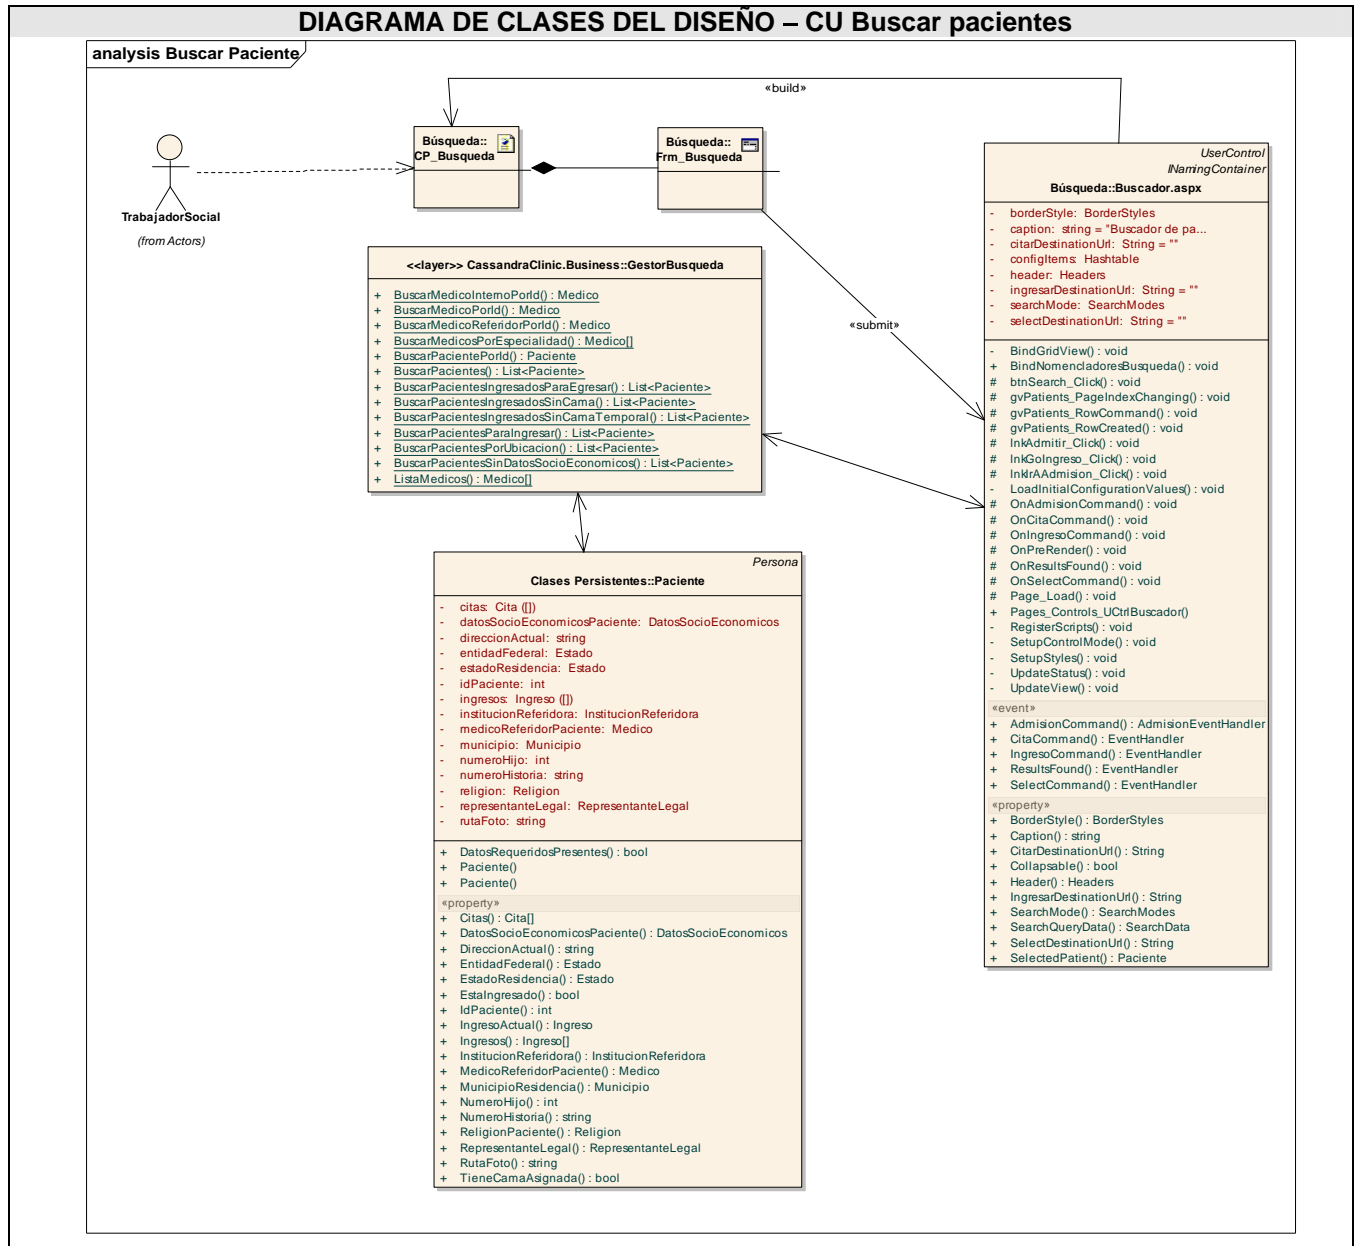 DIAGRAMA DE CLASES DEL DISEÑO – CU Buscar pacientes
analysis Buscar Paciente
«build»
Búsqueda::
CP_Busqueda
Búsqueda::
Frm_Busqueda
TrabajadorSocial
(from Actors)
«submit»
<<layer>> CassandraClinic.Business::GestorBusqueda
+ BuscarMedicoInternoPorId() : Medico
+ BuscarMedicoPorId() : Medico
+ BuscarMedicoReferidorPorId() : Medico
+ BuscarMedicosPorEspecialidad() : Medico[]
+ BuscarPacientePorId() : Paciente
+ BuscarPacientes() : List<Paciente>
+ BuscarPacientesIngresadosParaEgresar() : List<Paciente>
+ BuscarPacientesIngresadosSinCama() : List<Paciente>
+ BuscarPacientesIngresadosSinCamaTemporal() : List<Paciente>
+ BuscarPacientesParaIngresar() : List<Paciente>
+ BuscarPacientesPorUbicacion() : List<Paciente>
+ BuscarPacientesSinDatosSocioEconomicos() : List<Paciente>
+ ListaMedicos() : Medico[]
Persona
Clases Persistentes::Paciente
- citas: Cita ([])
- datosSocioEconomicosPaciente: DatosSocioEconomicos
- direccionActual: string
- entidadFederal: Estado
- estadoResidencia: Estado
- idPaciente: int
- ingresos: Ingreso ([])
- institucionReferidora: InstitucionReferidora
- medicoReferidorPaciente: Medico
- municipio: Municipio
- numeroHijo: int
- numeroHistoria: string
- religion: Religion
- representanteLegal: RepresentanteLegal
- rutaFoto: string
+ DatosRequeridosPresentes() : bool
+ Paciente()
+ Paciente()
«property»
+ Citas() : Cita[]
+ DatosSocioEconomicosPaciente() : DatosSocioEconomicos
+ DireccionActual() : string
+ EntidadFederal() : Estado
+ EstadoResidencia() : Estado
+ EstaIngresado() : bool
+ IdPaciente() : int
+ IngresoActual() : Ingreso
+ Ingresos() : Ingreso[]
+ InstitucionReferidora() : InstitucionReferidora
+ MedicoReferidorPaciente() : Medico
+ MunicipioResidencia() : Municipio
+ NumeroHijo() : int
+ NumeroHistoria() : string
+ ReligionPaciente() : Religion
+ RepresentanteLegal() : RepresentanteLegal
+ RutaFoto() : string
+ TieneCamaAsignada() : bool
UserControl
INamingContainer
Búsqueda::Buscador.aspx
- borderStyle: BorderStyles
- caption: string = "Buscador de pa...
- citarDestinationUrl: String = ""
- configItems: Hashtable
- header: Headers
- ingresarDestinationUrl: String = ""
- searchMode: SearchModes
- selectDestinationUrl: String = ""
- BindGridView() : void
+ BindNomencladoresBusqueda() : void
# btnSearch_Click() : void
# gvPatients_PageIndexChanging() : void
# gvPatients_RowCommand() : void
# gvPatients_RowCreated() : void
# lnkAdmitir_Click() : void
# lnkGoIngreso_Click() : void
# lnkIrAAdmision_Click() : void
- LoadInitialConfigurationValues() : void
# OnAdmisionCommand() : void
# OnCitaCommand() : void
# OnIngresoCommand() : void
# OnPreRender() : void
# OnResultsFound() : void
# OnSelectCommand() : void
# Page_Load() : void
+ Pages_Controls_UCtrlBuscador()
- RegisterScripts() : void
- SetupControlMode() : void
- SetupStyles() : void
- UpdateStatus() : void
- UpdateView() : void
«event»
+ AdmisionCommand() : AdmisionEventHandler
+ CitaCommand() : EventHandler
+ IngresoCommand() : EventHandler
+ ResultsFound() : EventHandler
+ SelectCommand() : EventHandler
«property»
+ BorderStyle() : BorderStyles
+ Caption() : string
+ CitarDestinationUrl() : String
+ Collapsable() : bool
+ Header() : Headers
+ IngresarDestinationUrl() : String
+ SearchMode() : SearchModes
+ SearchQueryData() : SearchData
+ SelectDestinationUrl() : String
+ SelectedPatient() : Paciente